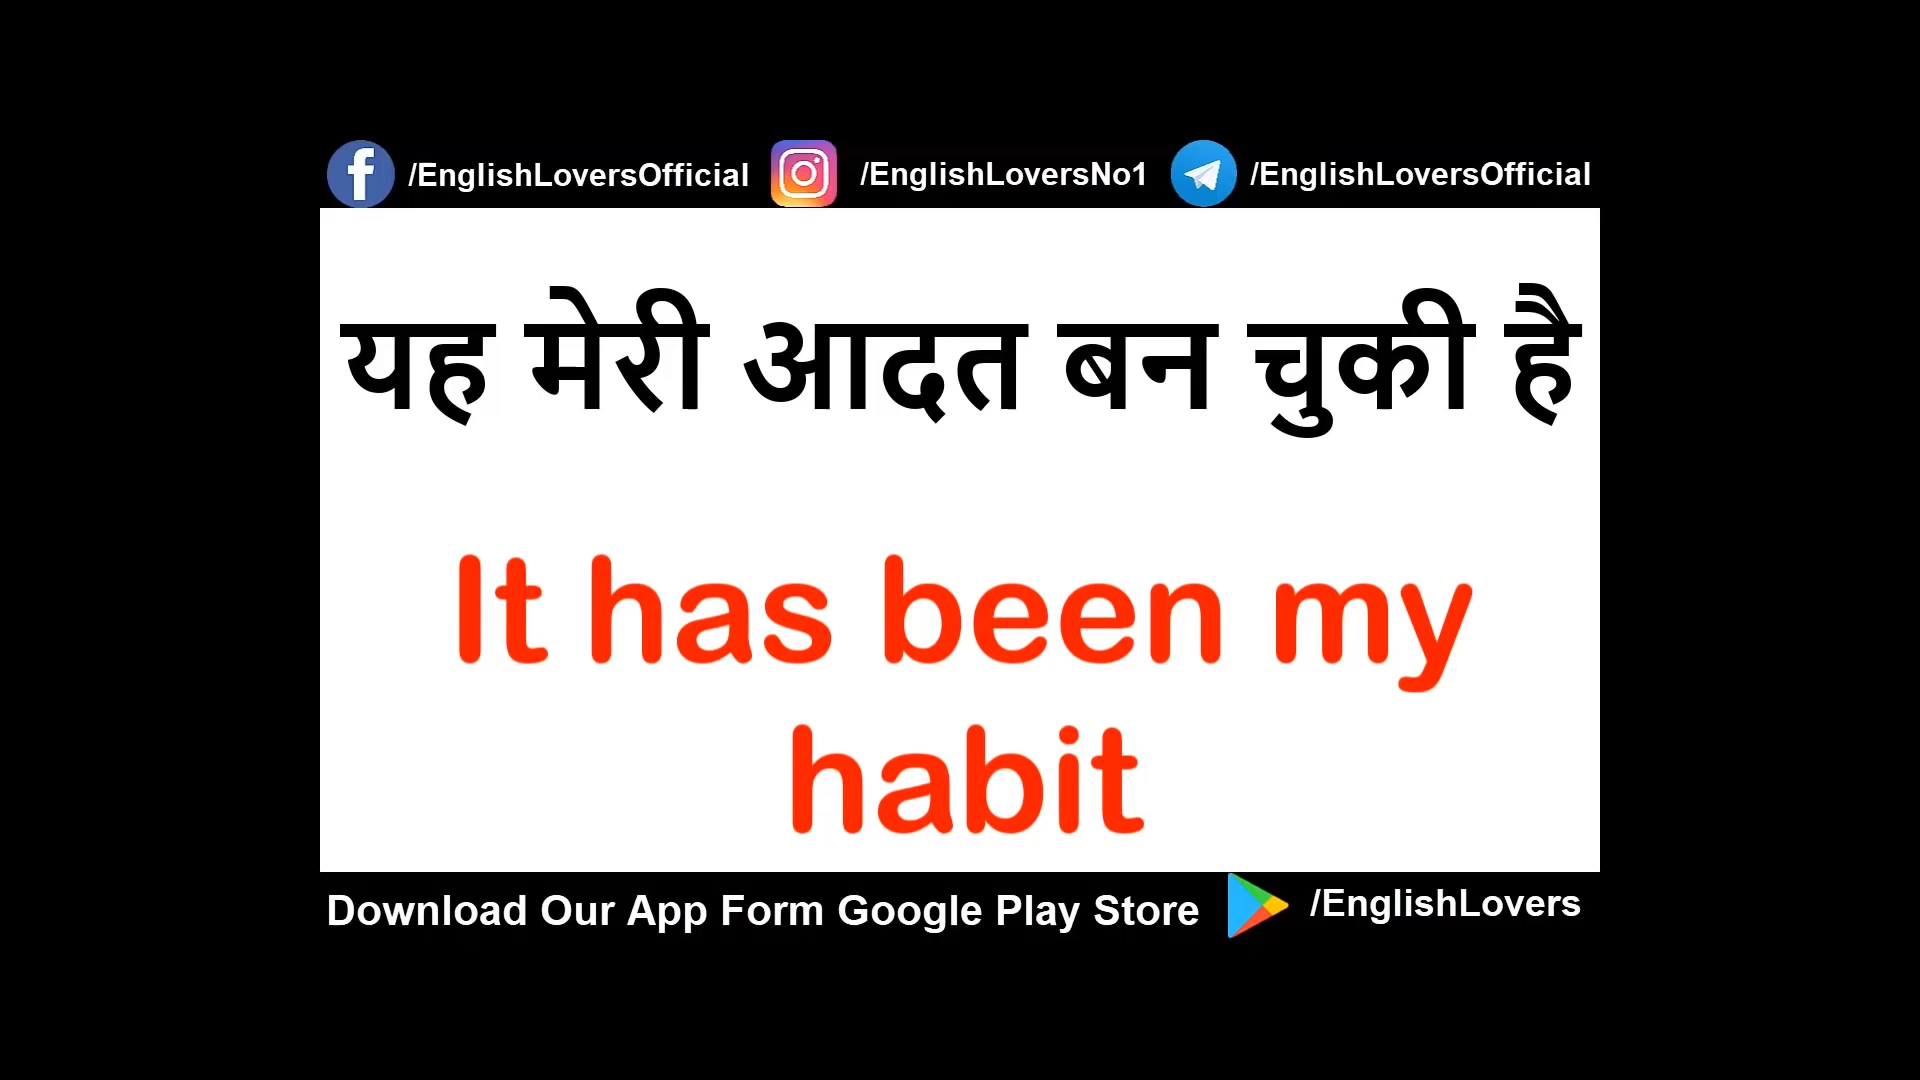 /EnglishLoversOfficial /EnglishLoversNo1 /EnglishLoversOfficial
यह मेरी आदत बन चुकी है
It has been my
habit
Download Our App Form Google Play Store /EnglishLovers